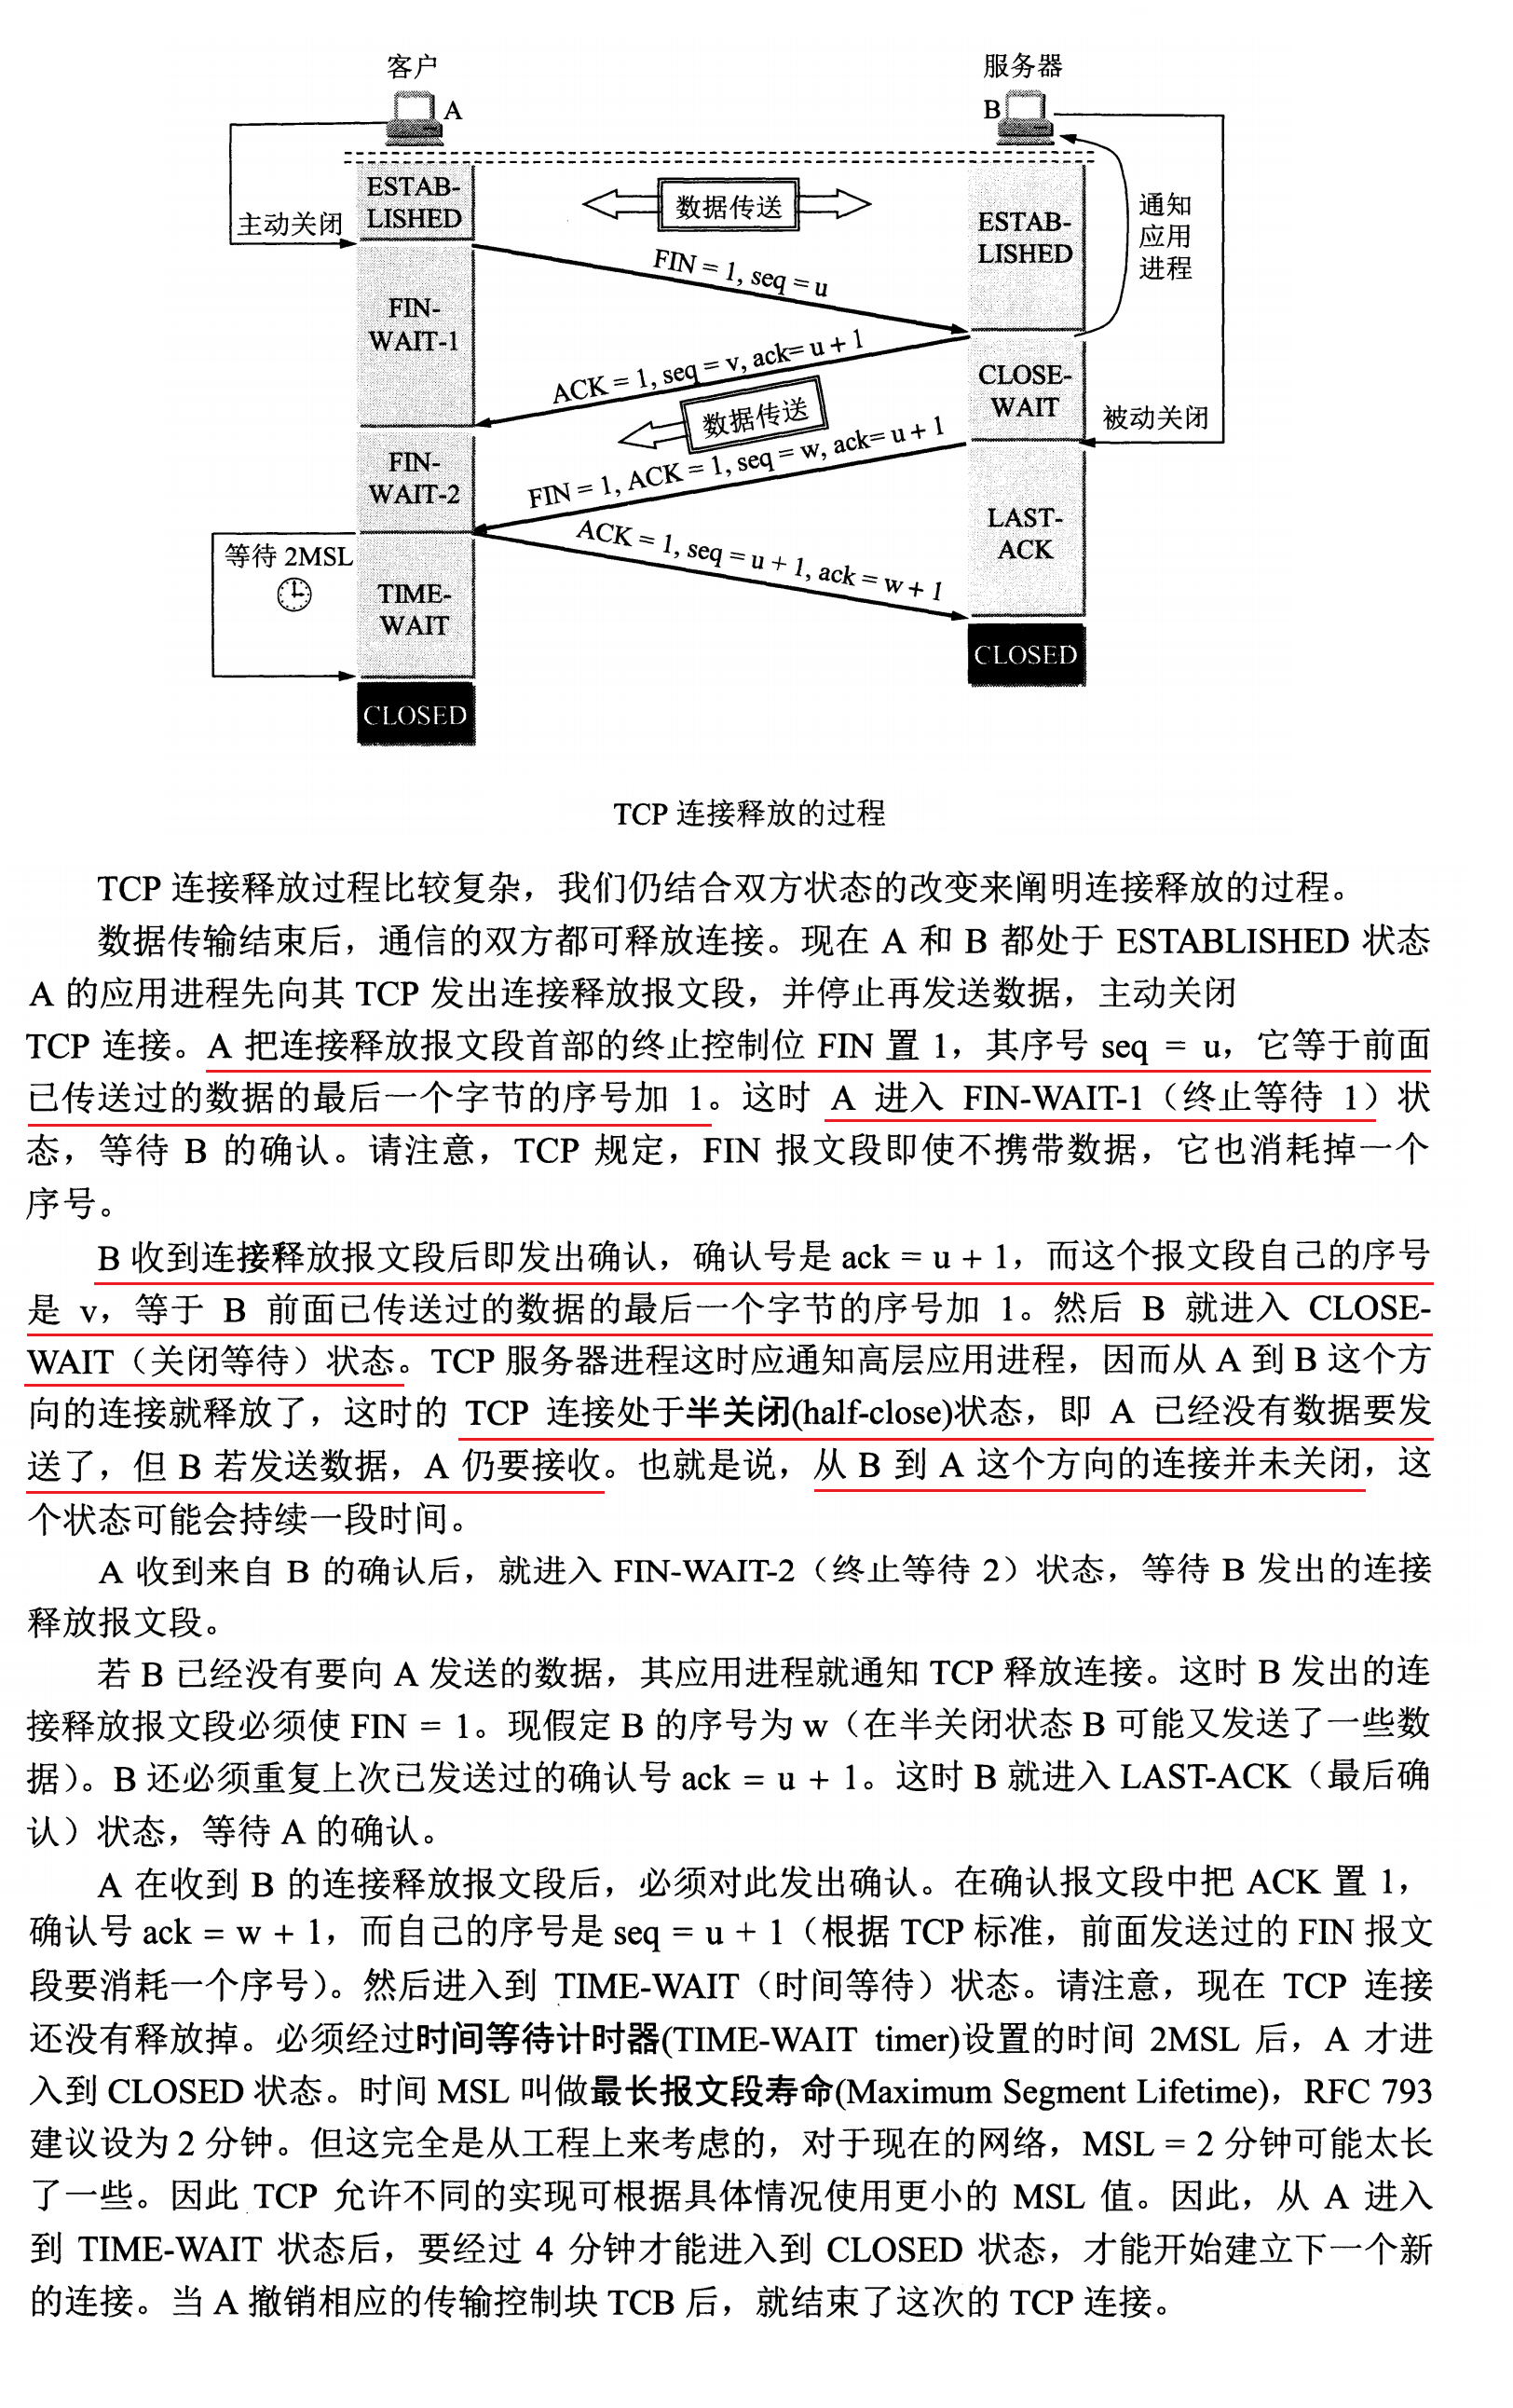 客户
服务器
A
B
ESTAB-
LISHED
数据传送
ESTAB-
LISHED
通知
应用
进程
主动关闭
FIN = 1, seq = u
FIN-
WAIT-1
ACK = 1, seq = v, ack= u + 1
CLOSE-
WAIT
数据传送
被动关闭
FIN-
WAIT-2
FIN = 1, ACK = 1, seq = w, ack= u + 1
等待 2MSL
ACK = 1, seq = u + 1, ack = w + 1
LAST-
ACK
TIME-
WAIT
CLOSED
CLOSED
TCP 连接释放的过程
TCP 连接释放过程比较复杂，我们仍结合双方状态的改变来阐明连接释放的过程。
数据传输结束后，通信的双方都可释放连接。现在 A 和 B 都处于 ESTABLISHED 状态
A 的应用进程先向其 TCP 发出连接释放报文段，并停止再发送数据，主动关闭
TCP 连接。A 把连接释放报文段首部的终止控制位 FIN 置 1，其序号 seq = u，它等于前面
已传送过的数据的最后一个字节的序号加 1。这时 A 进入 FIN-WAIT-1（终止等待 1）状
态，等待 B 的确认。请注意，TCP 规定，FIN 报文段即使不携带数据，它也消耗掉一个
序号。
B 收到连接释放报文段后即发出确认，确认号是 ack = u + 1，而这个报文段自己的序号
是 v，等于 B 前面已传送过的数据的最后一个字节的序号加 1。然后 B 就进入 CLOSE-
WAIT（关闭等待）状态。TCP 服务器进程这时应通知高层应用进程，因而从 A 到 B 这个方
向的连接就释放了，这时的 TCP 连接处于半关闭(half-close)状态，即 A 已经没有数据要发
送了，但 B 若发送数据，A 仍要接收。也就是说，从 B 到 A 这个方向的连接并未关闭，这
个状态可能会持续一段时间。
A 收到来自 B 的确认后，就进入 FIN-WAIT-2（终止等待 2）状态，等待 B 发出的连接
释放报文段。
若 B 已经没有要向 A 发送的数据，其应用进程就通知 TCP 释放连接。这时 B 发出的连
接释放报文段必须使 FIN = 1。现假定 B 的序号为 w（在半关闭状态 B 可能又发送了一些数
据）。B 还必须重复上次已发送过的确认号 ack = u + 1。这时 B 就进入 LAST-ACK（最后确
认）状态，等待 A 的确认。
A 在收到 B 的连接释放报文段后，必须对此发出确认。在确认报文段中把 ACK 置 1，
确认号 ack = w + 1，而自己的序号是 seq = u + 1（根据 TCP 标准，前面发送过的 FIN 报文
段要消耗一个序号）。然后进入到 TIME-WAIT（时间等待）状态。请注意，现在 TCP 连接
还没有释放掉。必须经过时间等待计时器(TIME-WAIT timer)设置的时间 2MSL 后，A 才进
入到 CLOSED 状态。时间 MSL 叫做最长报文段寿命(Maximum Segment Lifetime)，RFC 793
建议设为 2 分钟。但这完全是从工程上来考虑的，对于现在的网络，MSL = 2 分钟可能太长
了一些。因此 TCP 允许不同的实现可根据具体情况使用更小的 MSL 值。因此，从 A 进入
到 TIME-WAIT 状态后，要经过 4 分钟才能进入到 CLOSED 状态，才能开始建立下一个新
的连接。当 A 撤销相应的传输控制块 TCB 后，就结束了这次的 TCP 连接。